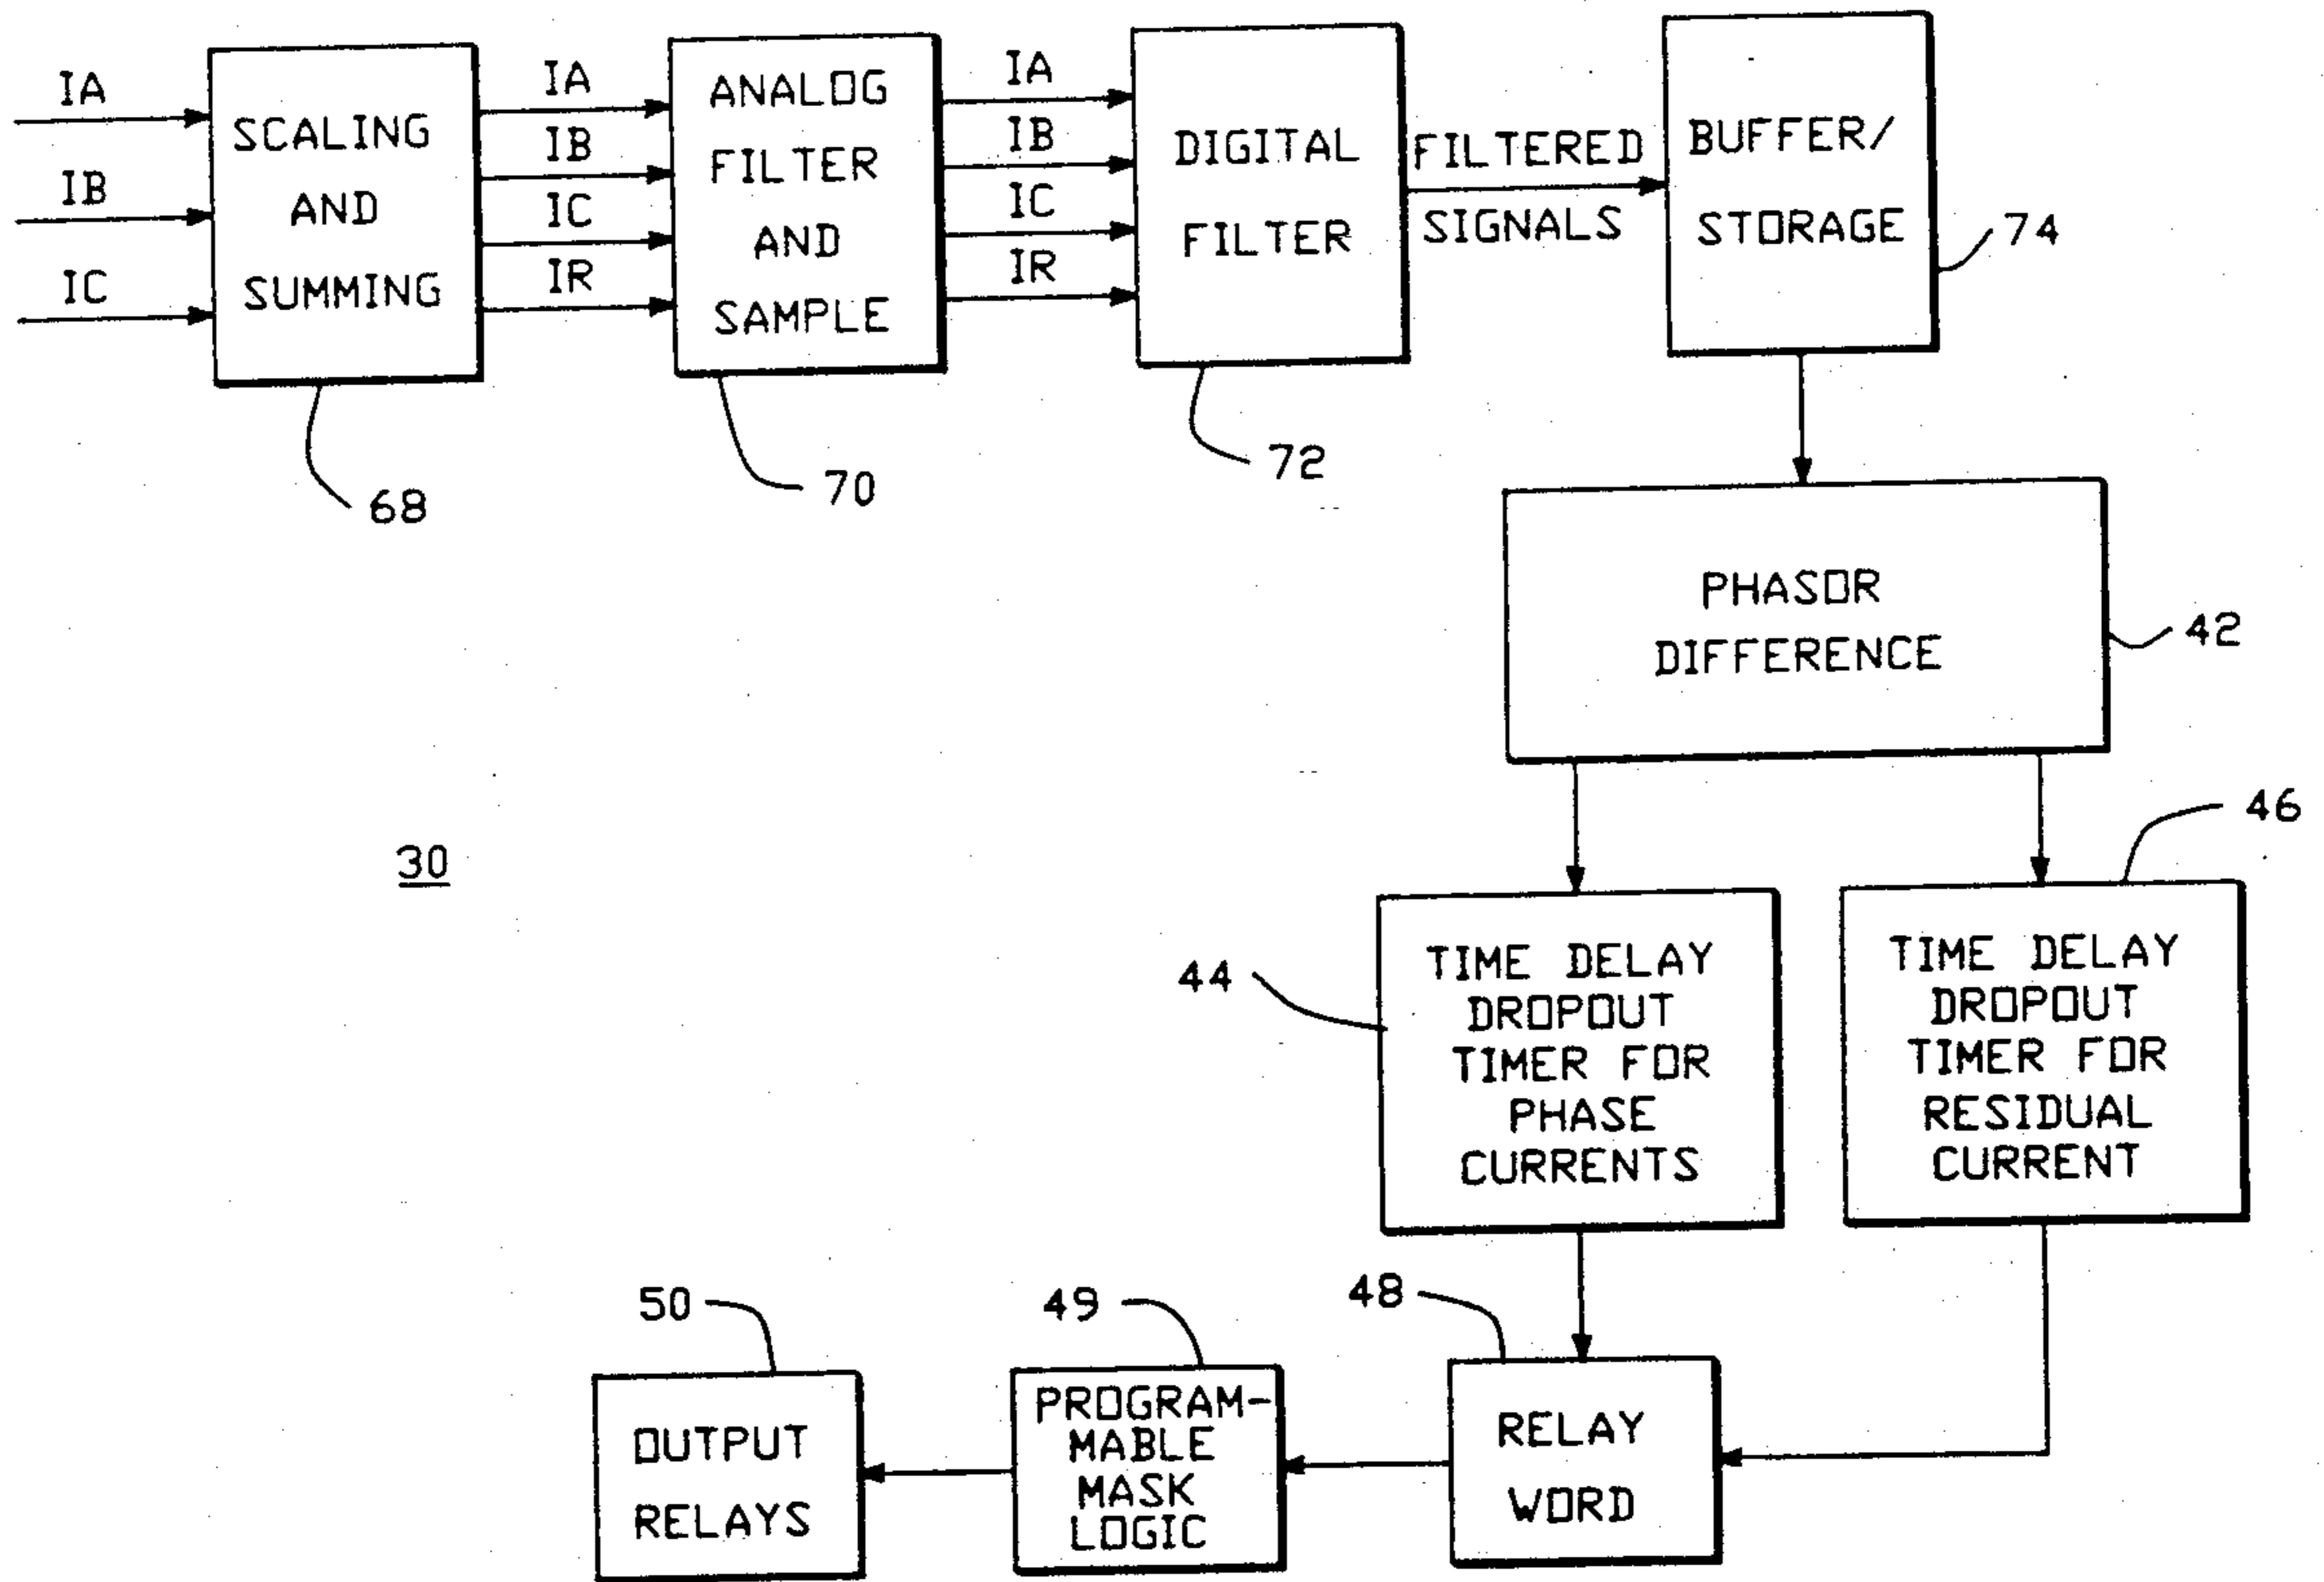 IA
IB
IC
SCALING
AND
SUMMING
68
IA
IB
IC
IR
ANALOG
FILTER
AND
SAMPLE
70
IA
IB
IC
IR
DIGITAL
FILTER
72
FILTERED
SIGNALS
BUFFER/
STORAGE
74
PHASOR
DIFFERENCE
42
30
44
TIME DELAY
DROPOUT
TIMER FOR
PHASE
CURRENTS
46
TIME DELAY
DROPOUT
TIMER FOR
RESIDUAL
CURRENT
50
OUTPUT
RELAYS
49
PROGRAM-
MABLE
MASK
LOGIC
48
RELAY
WORD